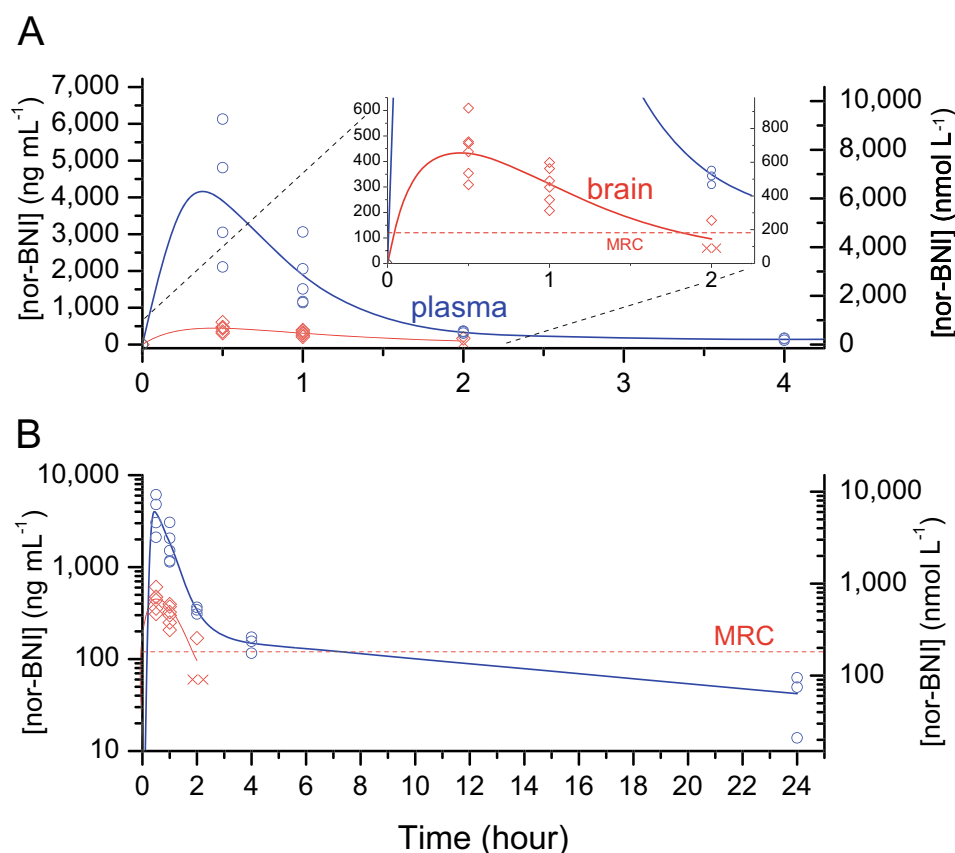 A
[nor-BNI] (ng mL⁻¹)
7,000
6,000
5,000
4,000
3,000
2,000
1,000
0
600
500
400
300
200
100
0
800
600
400
200
0
brain
MRC
0 1 2
plasma
10,000
8,000
6,000
4,000
2,000
0
[nor-BNI] (nmol L⁻¹)
0 1 2 3 4
B
[nor-BNI] (ng mL⁻¹)
10,000
1,000
100
10
MRC
10,000
1,000
100
[nor-BNI] (nmol L⁻¹)
0 2 4 6 8 10 12 14 16 18 20 22 24
Time (hour)